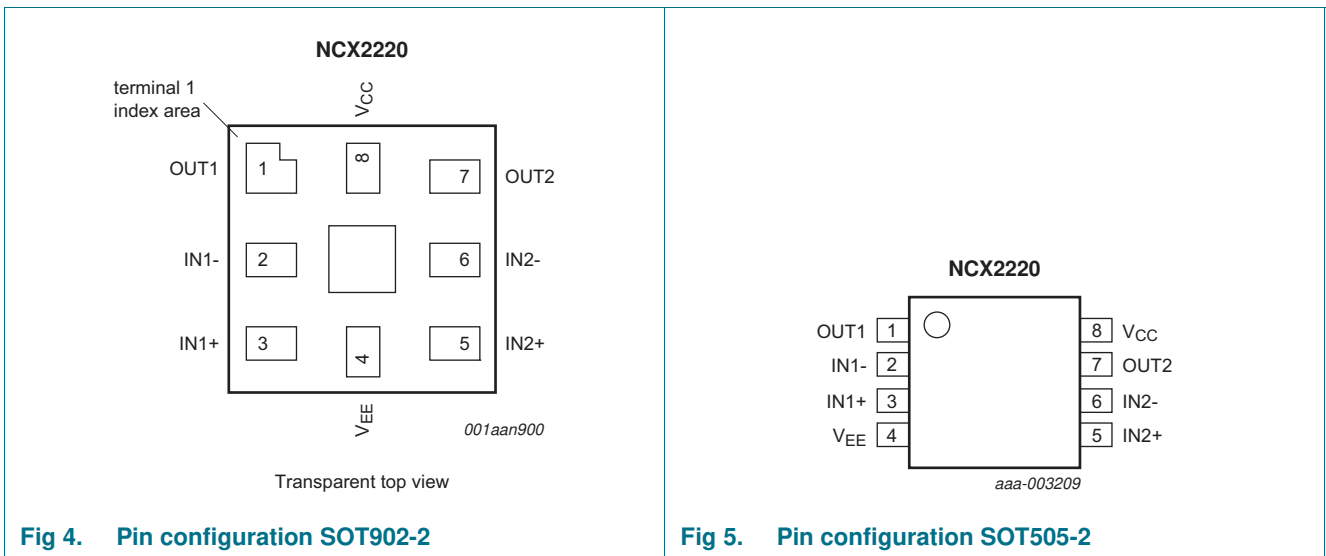 NCX2220
terminal 1
index area
VCC
OUT1 1 8 7 OUT2
IN1- 2 6 IN2-
IN1+ 3 4 5 IN2+
VEE
001aan900
Transparent top view
Fig 4. Pin configuration SOT902-2
NCX2220
OUT1 1 8 VCC
IN1- 2 7 OUT2
IN1+ 3 6 IN2-
VEE 4 5 IN2+
aaa-003209
Fig 5. Pin configuration SOT505-2